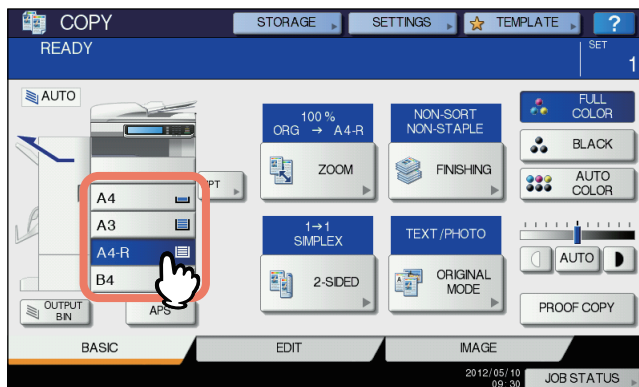 COPY
STORAGE
SETTINGS
TEMPLATE
?
READY
SET
1
AUTO
100 %
ORG → A4-R
NON-SORT
NON-STAPLE
FULL
COLOR
BLACK
ZOOM
FINISHING
AUTO
COLOR
A4
A3
A4-R
B4
1→1
SIMPLEX
TEXT/PHOTO
2-SIDED
ORIGINAL
MODE
AUTO
OUTPUT
BIN
APS
PROOF COPY
BASIC
EDIT
IMAGE
2012/05/10
09:30
JOB STATUS